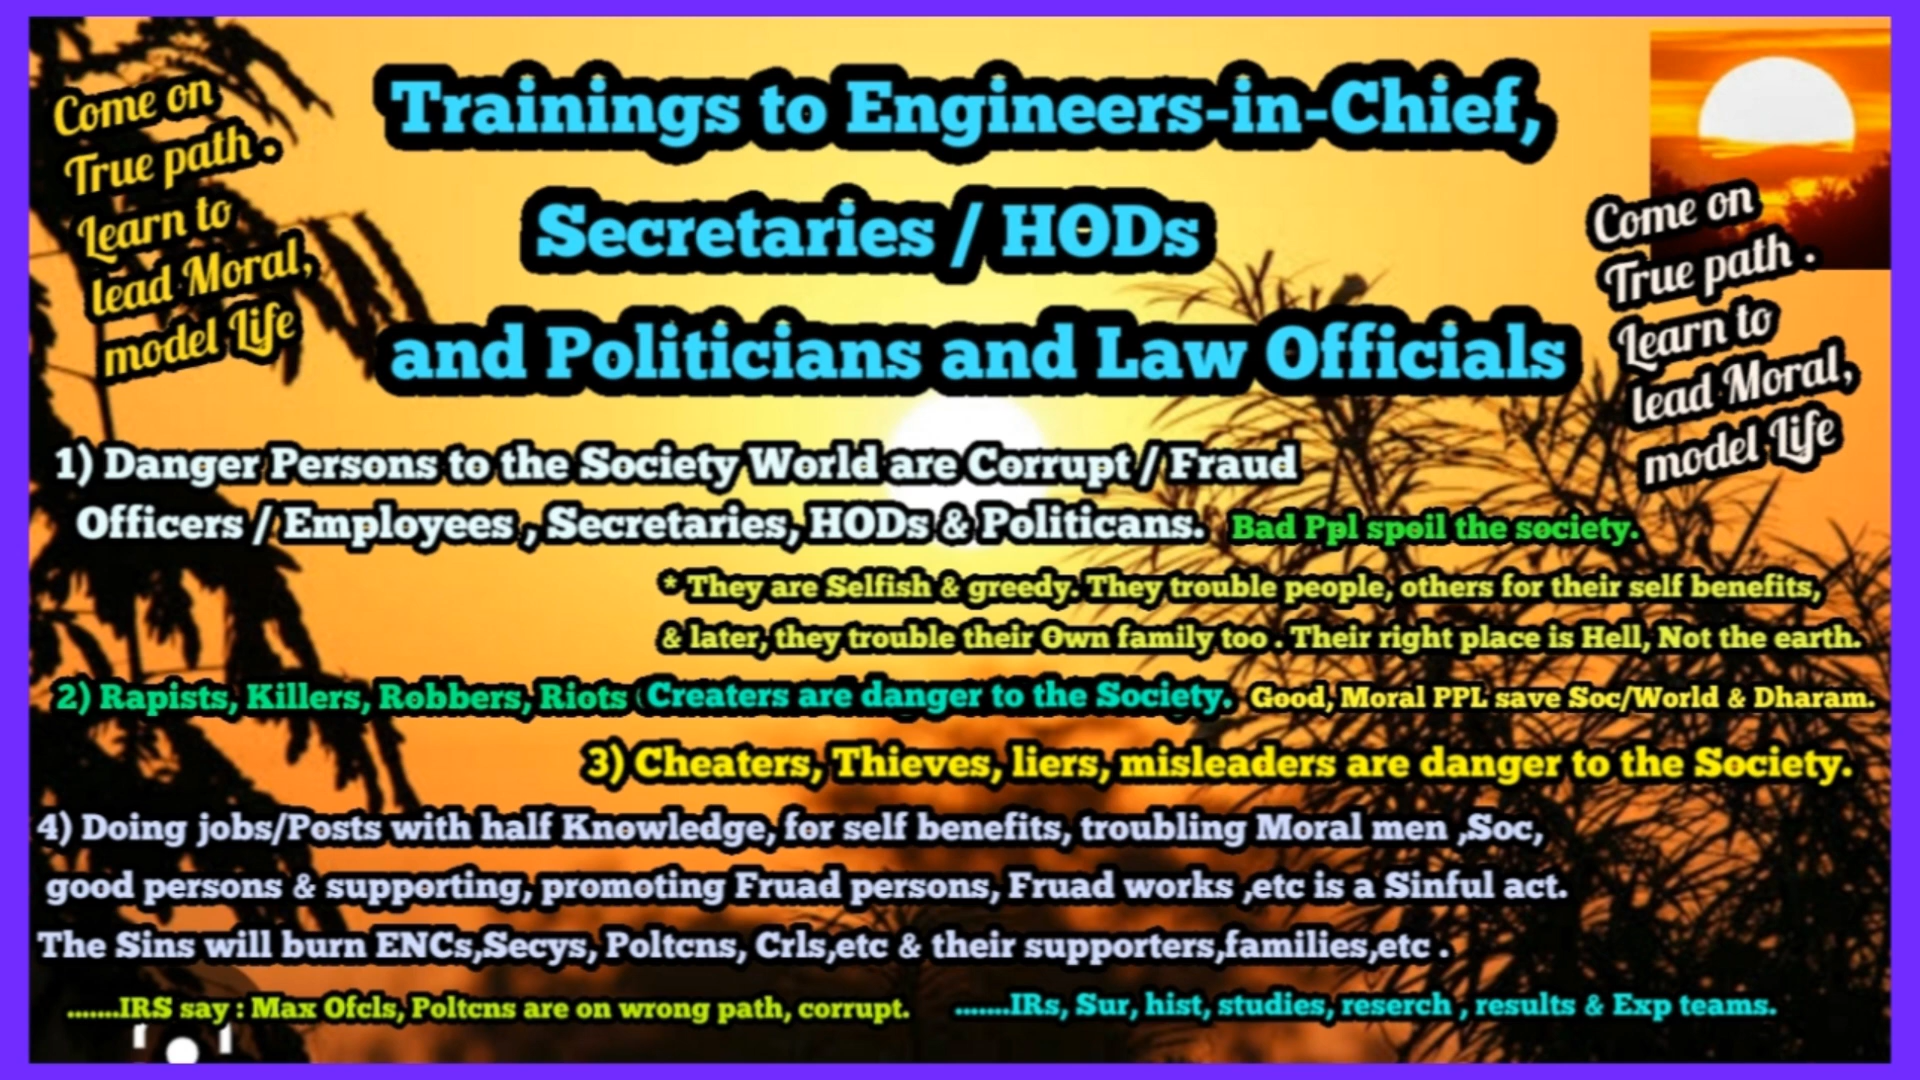 Come on
True path .
Learn to
lead Moral,
model Life
Trainings to Engineers-in-Chief,
Secretaries / HODs
and Politicians and Law Officials
Come on
True path .
Learn to
lead Moral,
model Life
1) Danger Persons to the Society World are Corrupt / Fraud
Officers / Employees , Secretaries, HODs & Politicans. Bad Ppl spoil the society.
* They are Selfish & greedy. They trouble people, others for their self benefits,
& later, they trouble their Own family too . Their right place is Hell, Not the earth.
2) Rapists, Killers, Robbers, Riots Creaters are danger to the Society. Good, Moral PPL save Soc/World & Dharam.
3) Cheaters, Thieves, liers, misleaders are danger to the Society.
4) Doing jobs/Posts with half Knowledge, for self benefits, troubling Moral men ,Soc,
good persons & supporting, promoting Fruad persons, Fruad works ,etc is a Sinful act.
The Sins will burn ENCs,Secys, Poltcns, Crls,etc & their supporters,families,etc .
.......IRS say : Max Ofcls, Poltcns are on wrong path, corrupt. .......IRs, Sur, hist, studies, reserch , results & Exp teams.